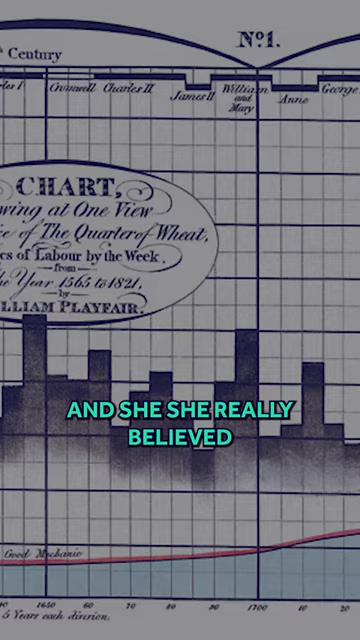 Nº1.
Century
Cromwell Charles II James II William and Mary Anne George
CHART,
wing at One View
ce of The Quarter of Wheat,
es of Labour by the Week,
from
he Year 1565 to 1821,
by
LLIAM PLAYFAIR.
AND SHE SHE REALLY
BELIEVED
Good Mechanic
1650 60 70 80 90 1700 10 20
5 Years each division.